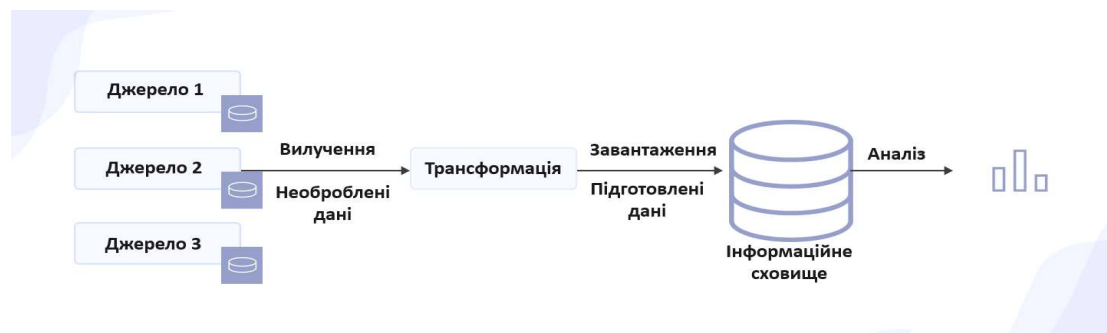 Джерело 1
Джерело 2
Джерело 3
Вилучення
Необроблені
дані
Трансформація
Завантаження
Підготовлені
дані
Інформаційне
сховище
Аналіз